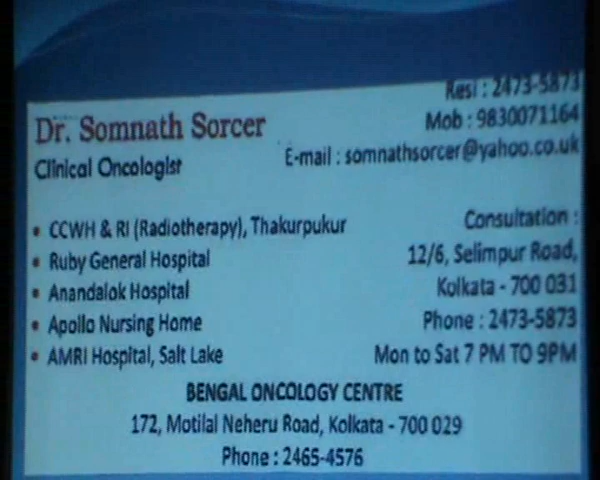 Resi : 2473-5873
Dr. Somnath Sorcer
Mob : 9830071164
Clinical Oncologist
E-mail : somnathsorcer@yahoo.co.uk
• CCWH & RI (Radiotherapy), Thakurpukur
• Ruby General Hospital
• Anandalok Hospital
• Apollo Nursing Home
• AMRI Hospital, Salt Lake
Consultation :
12/6, Selimpur Road,
Kolkata - 700 031
Phone : 2473-5873
Mon to Sat 7 PM TO 9PM
BENGAL ONCOLOGY CENTRE
172, Motilal Neheru Road, Kolkata - 700 029
Phone : 2465-4576